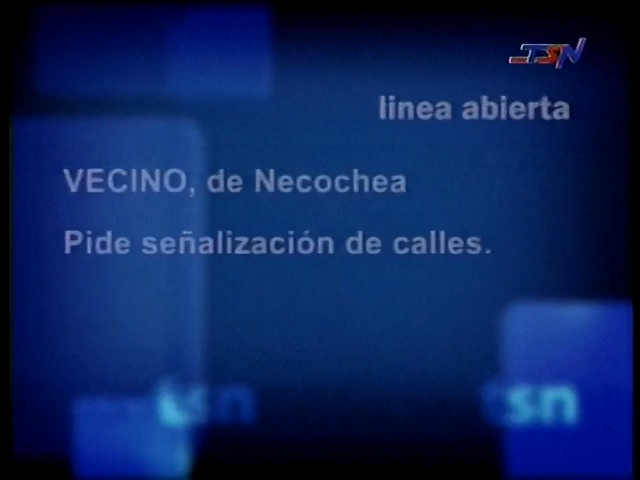 TSN
linea abierta
VECINO, de Necochea
Pide señalización de calles.
tsn tsn